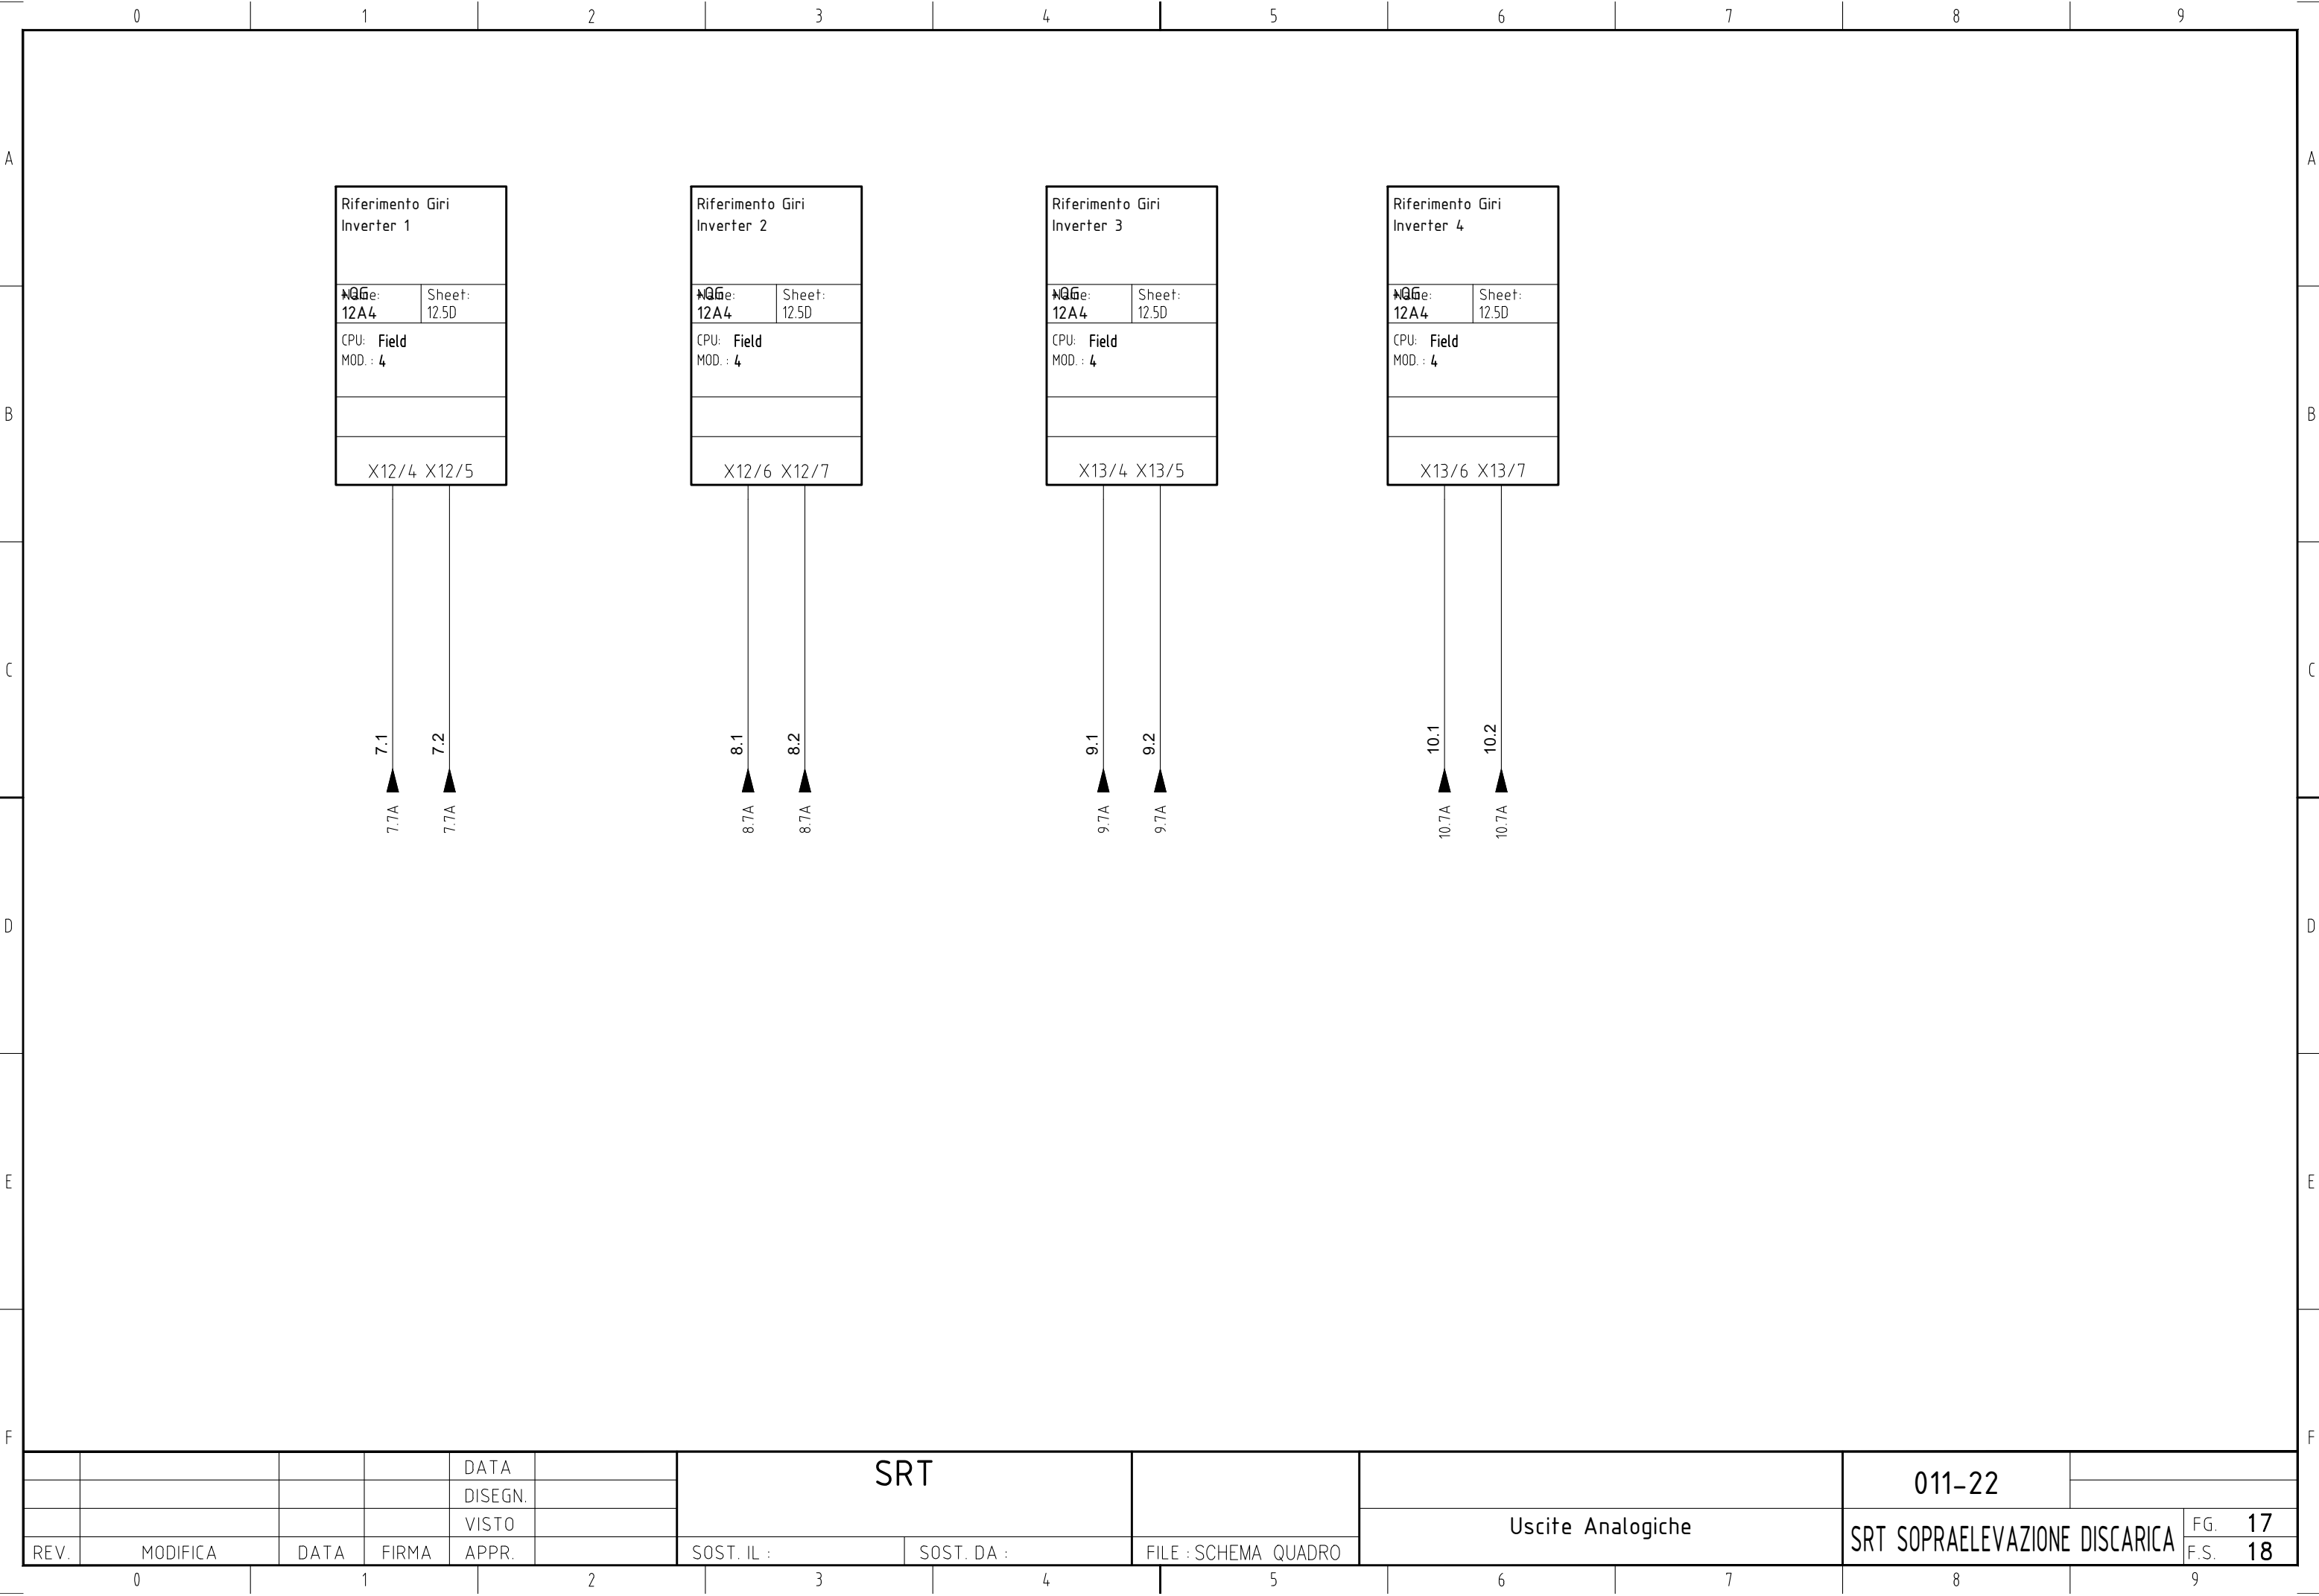 0 1 2 3 4 5 6 7 8 9
A A
Riferimento Giri
Inverter 1
Riferimento Giri
Inverter 2
Riferimento Giri
Inverter 3
Riferimento Giri
Inverter 4
Name: Sheet:
12A4 12.5D
Name: Sheet:
12A4 12.5D
Name: Sheet:
12A4 12.5D
Name: Sheet:
12A4 12.5D
CPU: Field
MOD. : 4
CPU: Field
MOD. : 4
CPU: Field
MOD. : 4
CPU: Field
MOD. : 4
B B
X12/4 X12/5
X12/6 X12/7
X13/4 X13/5
X13/6 X13/7
C C
7.1 7.2 8.1 8.2 9.1 9.2 10.1 10.2
7.7A 7.7A 8.7A 8.7A 9.7A 9.7A 10.7A 10.7A
D D
E E
F F
DATA
DISEGN.
VISTO
REV. MODIFICA DATA FIRMA APPR.
SRT
SOST. IL : SOST. DA :
FILE : SCHEMA QUADRO
Uscite Analogiche
011-22
SRT SOPRAELEVAZIONE DISCARICA
FG. 17
F.S. 18
0 1 2 3 4 5 6 7 8 9